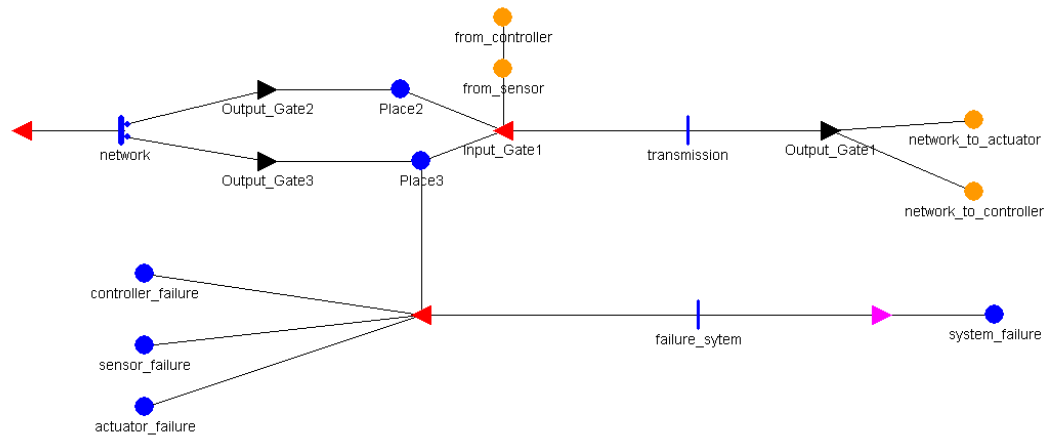 from_controller
from_sensor
Output_Gate2
Place2
network
Input_Gate1
transmission
Output_Gate1
network_to_actuator
Output_Gate3
Place3
network_to_controller
controller_failure
failure_sytem
system_failure
sensor_failure
actuator_failure